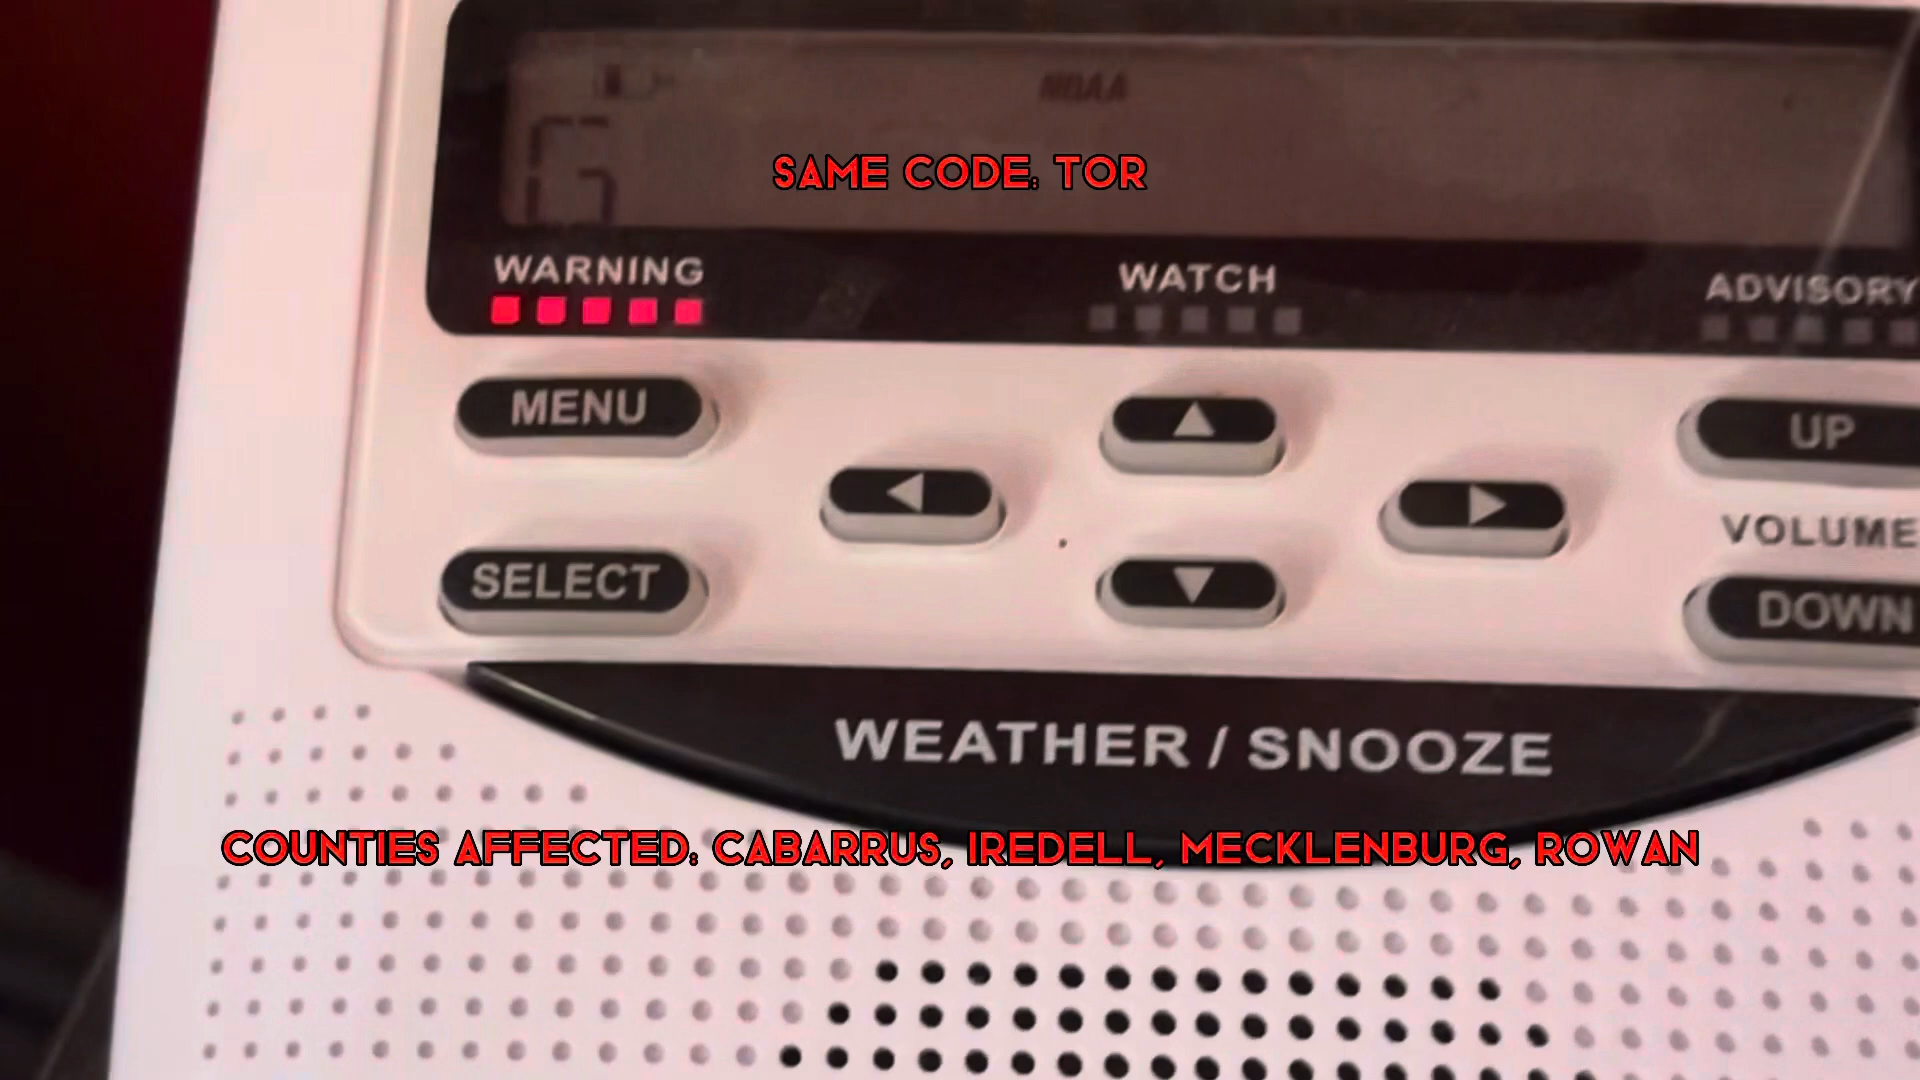 NOAA
SAME CODE: TOR
WARNING WATCH ADVISORY
MENU
UP
VOLUME
SELECT
DOWN
WEATHER / SNOOZE
COUNTIES AFFECTED: CABARRUS, IREDELL, MECKLENBURG, ROWAN